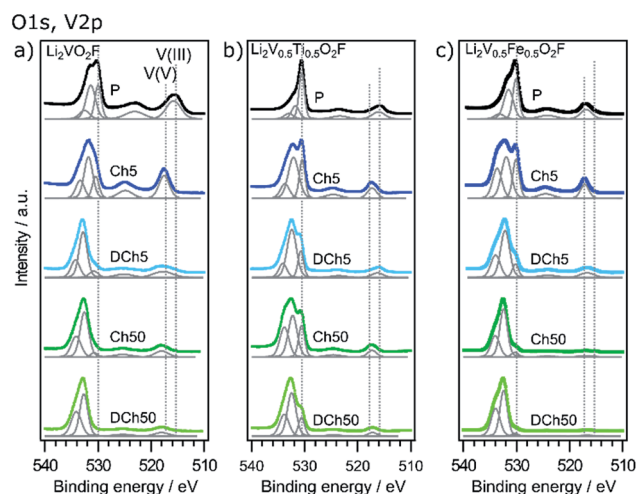 O1s, V2p
a)
Li2VO2F
V(III)
V(V)
P
Ch5
DCh5
Ch50
DCh50
540 530 520 510
Binding energy / eV
Intensity / a.u.
b)
Li2V0.5Ti0.5O2F
P
Ch5
DCh5
Ch50
DCh50
540 530 520 510
Binding energy / eV
c)
Li2V0.5Fe0.5O2F
P
Ch5
DCh5
Ch50
DCh50
540 530 520 510
Binding energy / eV